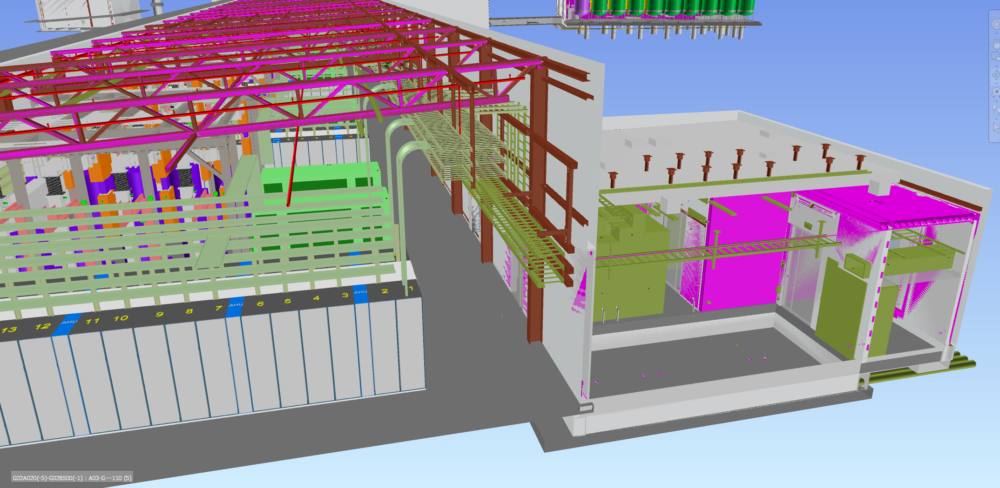 13 12 AHU 11 10 9 8 7 AHU 6 5 4 3 AHU 2 1
G02A020(-5)-G02B500(-1) : A03-G---110 (5)